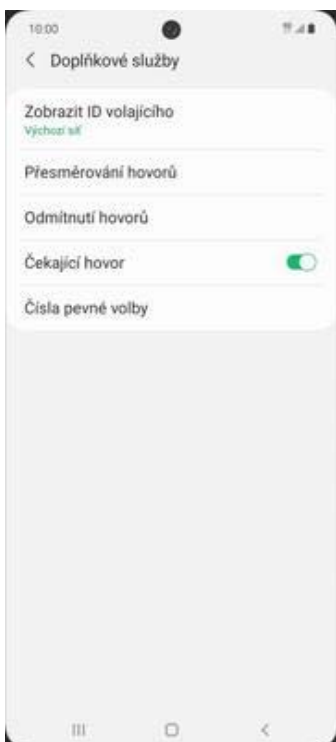 10:00
Doplňkové služby
Zobrazit ID volajícího
Výchozí síť
Přesměrování hovorů
Odmítnutí hovorů
Čekající hovor
Čísla pevné volby